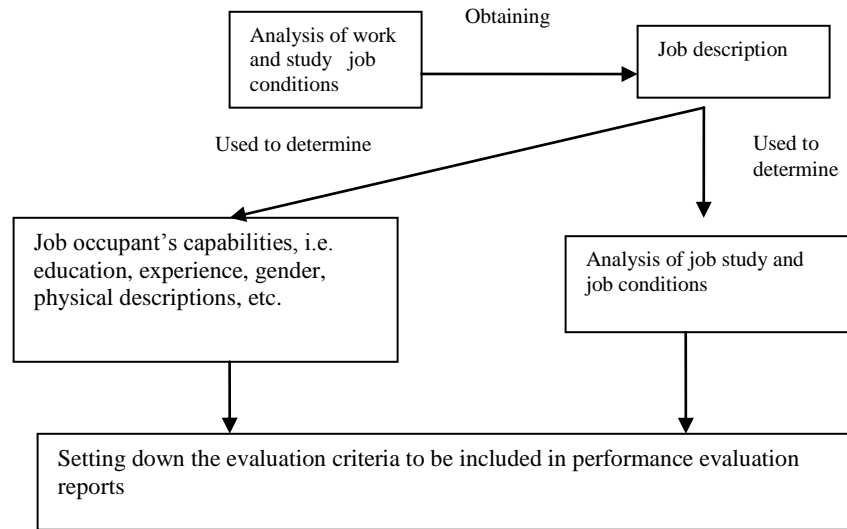 Obtaining
Analysis of work
and study job
conditions
Job description
Used to determine
Used to
determine
Job occupant’s capabilities, i.e.
education, experience, gender,
physical descriptions, etc.
Analysis of job study and
job conditions
Setting down the evaluation criteria to be included in performance evaluation
reports